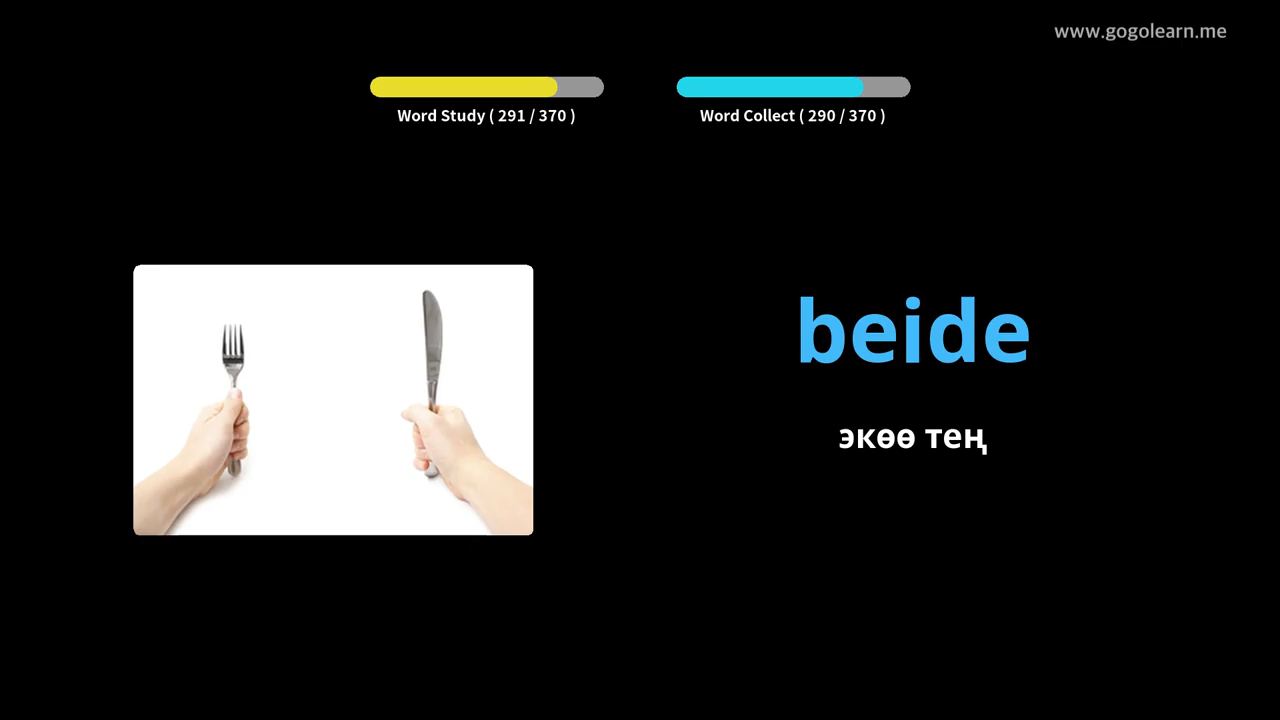 www.gogolearn.me
Word Study ( 291 / 370 )
Word Collect ( 290 / 370 )
beide
экөө тең